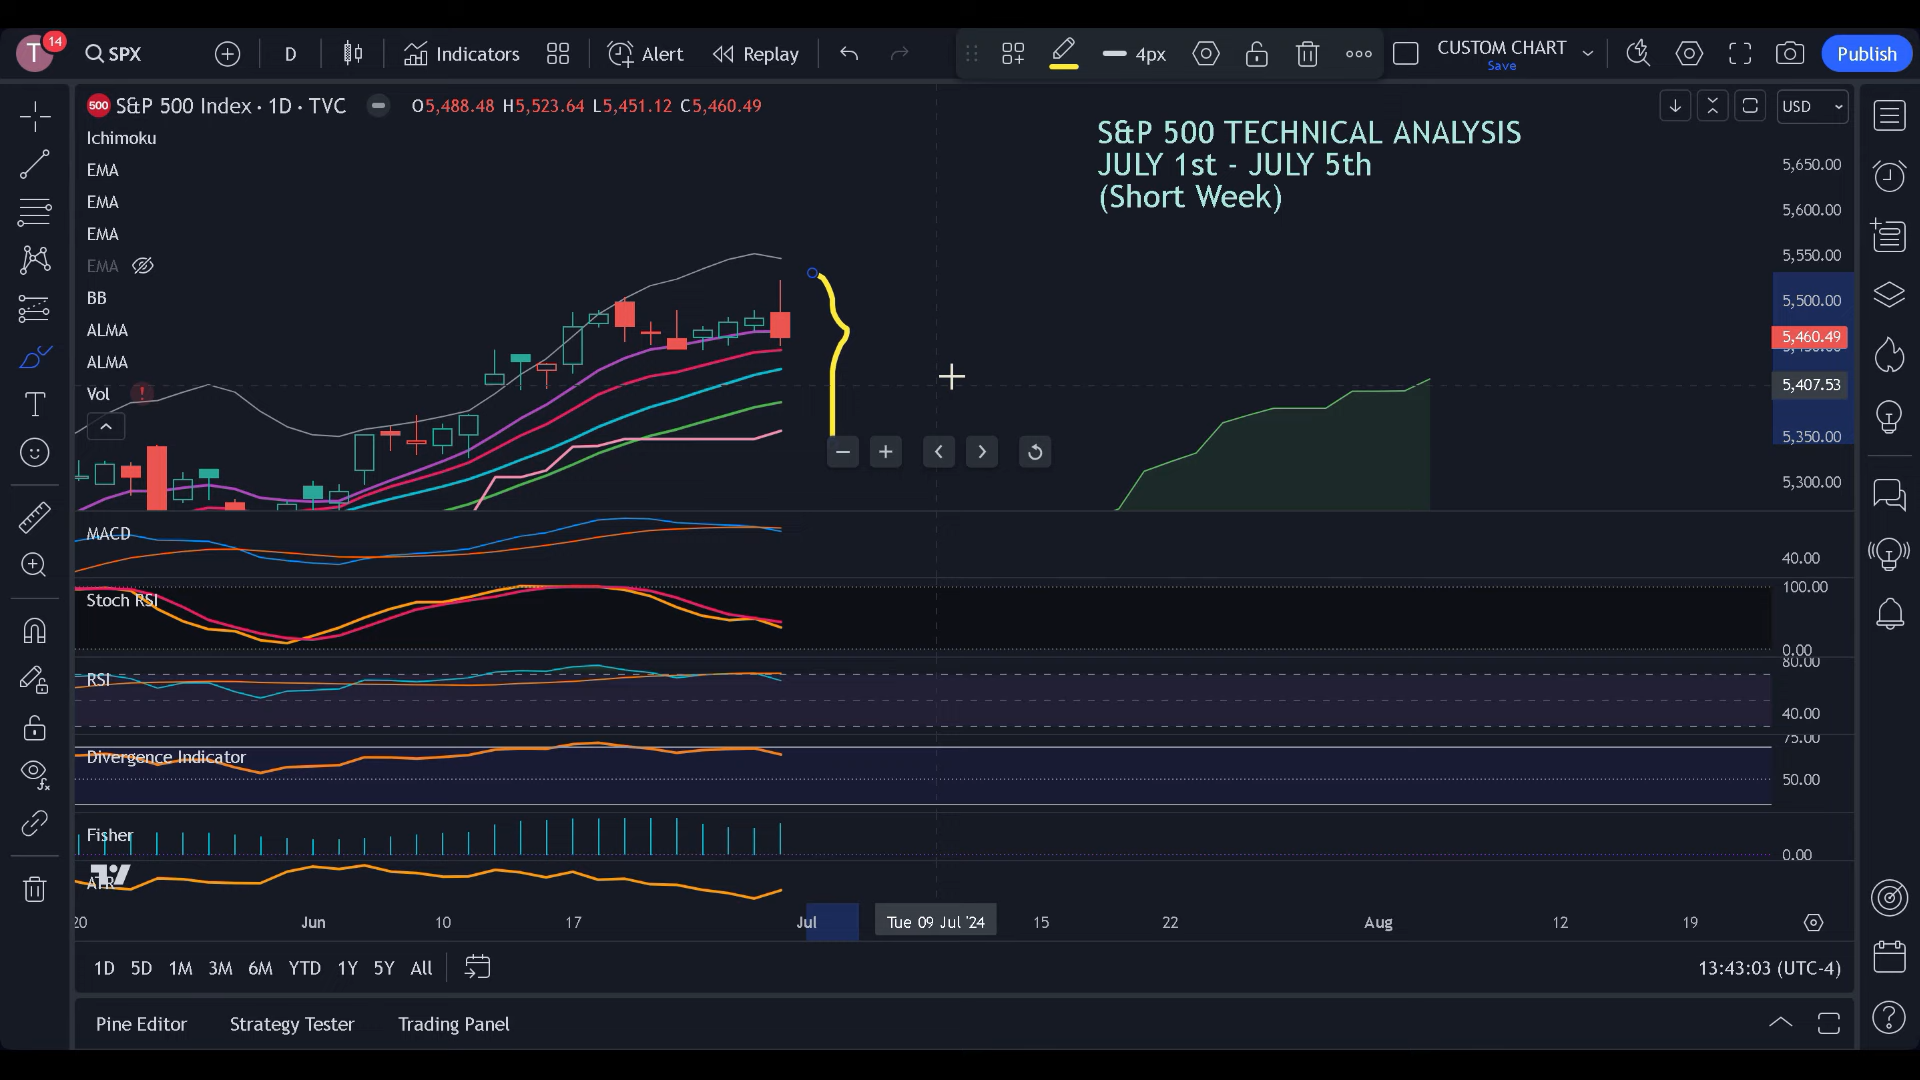 T 14 SPX D Indicators Alert Replay 4px CUSTOM CHART Save Publish
500 S&P 500 Index · 1D · TVC O5,488.48 H5,523.64 L5,451.12 C5,460.49 USD
S&P 500 TECHNICAL ANALYSIS
JULY 1st - JULY 5th
(Short Week)
Ichimoku
EMA
EMA
EMA
EMA
BB
ALMA
ALMA
Vol !
5,650.00
5,600.00
5,550.00
5,500.00
5,460.49
5,407.53
5,350.00
5,300.00
MACD
40.00
Stoch RSI
100.00
0.00
RSI
80.00
40.00
Divergence Indicator
75.00
50.00
Fisher
0.00
ATR
20 Jun 10 17 Jul Tue 09 Jul '24 15 22 Aug 12 19
1D 5D 1M 3M 6M YTD 1Y 5Y All 13:43:03 (UTC-4)
Pine Editor Strategy Tester Trading Panel